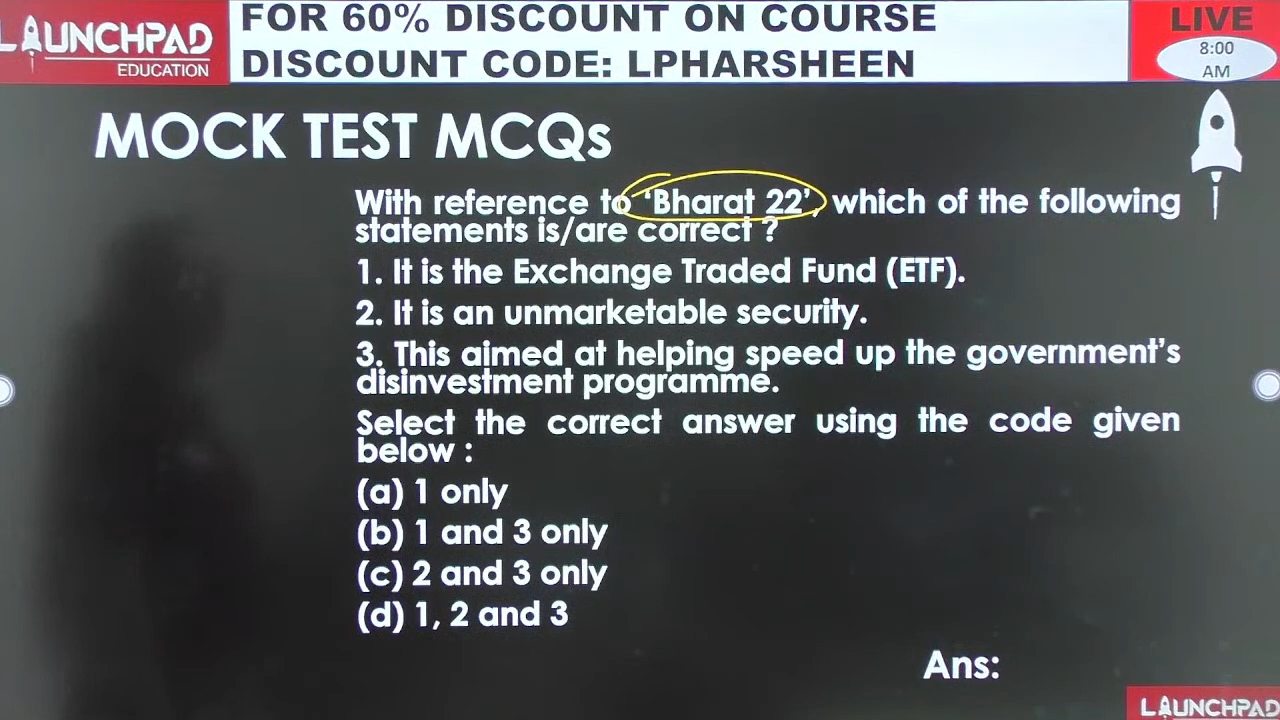 LAUNCHPAD
EDUCATION
FOR 60% DISCOUNT ON COURSE
DISCOUNT CODE: LPHARSHEEN
LIVE
8:00
AM
MOCK TEST MCQs
With reference to ‘Bharat 22’, which of the following
statements is/are correct ?
1. It is the Exchange Traded Fund (ETF).
2. It is an unmarketable security.
3. This aimed at helping speed up the government’s
disinvestment programme.
Select the correct answer using the code given
below :
(a) 1 only
(b) 1 and 3 only
(c) 2 and 3 only
(d) 1, 2 and 3
Ans:
LAUNCHPAD